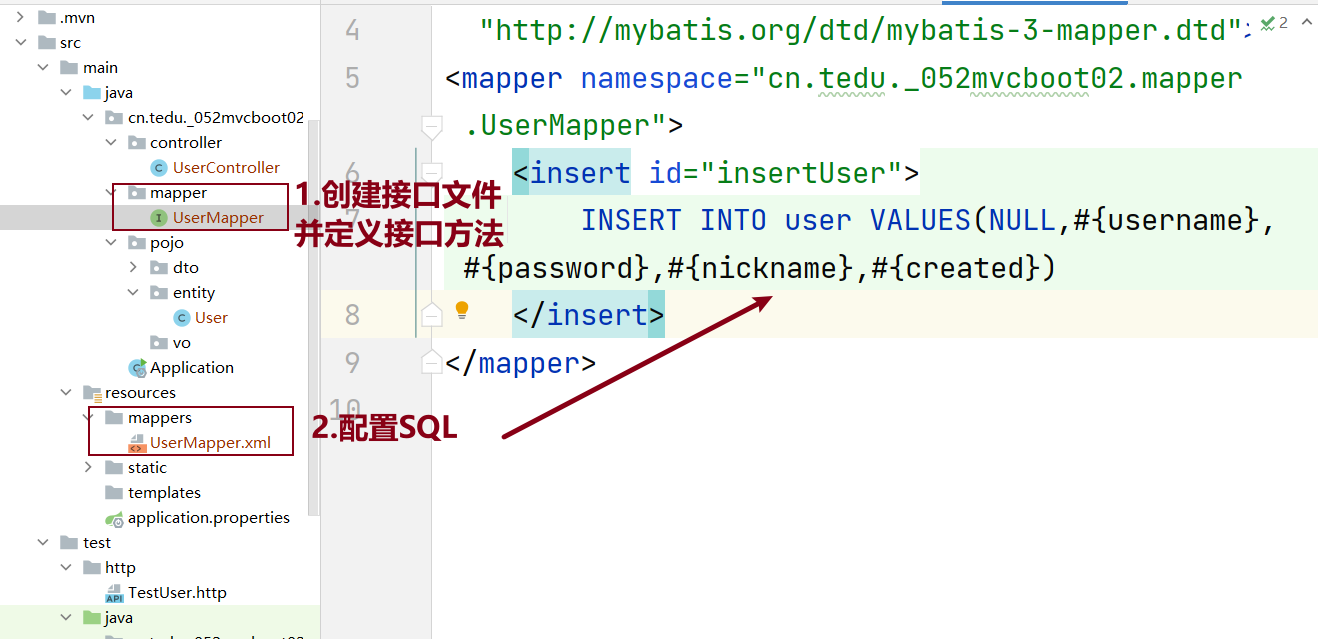 .mvn
src
main
java
cn.tedu._052mvcboot02
controller
UserController
mapper
UserMapper
pojo
dto
entity
User
vo
Application
resources
mappers
UserMapper.xml
static
templates
application.properties
test
http
TestUser.http
java
1.创建接口文件
并定义接口方法
2.配置SQL
4 "http://mybatis.org/dtd/mybatis-3-mapper.dtd"
2
5 <mapper namespace="cn.tedu._052mvcboot02.mapper
.UserMapper">
6 <insert id="insertUser">
7 INSERT INTO user VALUES(NULL,#{username},
#{password},#{nickname},#{created})
8 </insert>
9 </mapper>
10